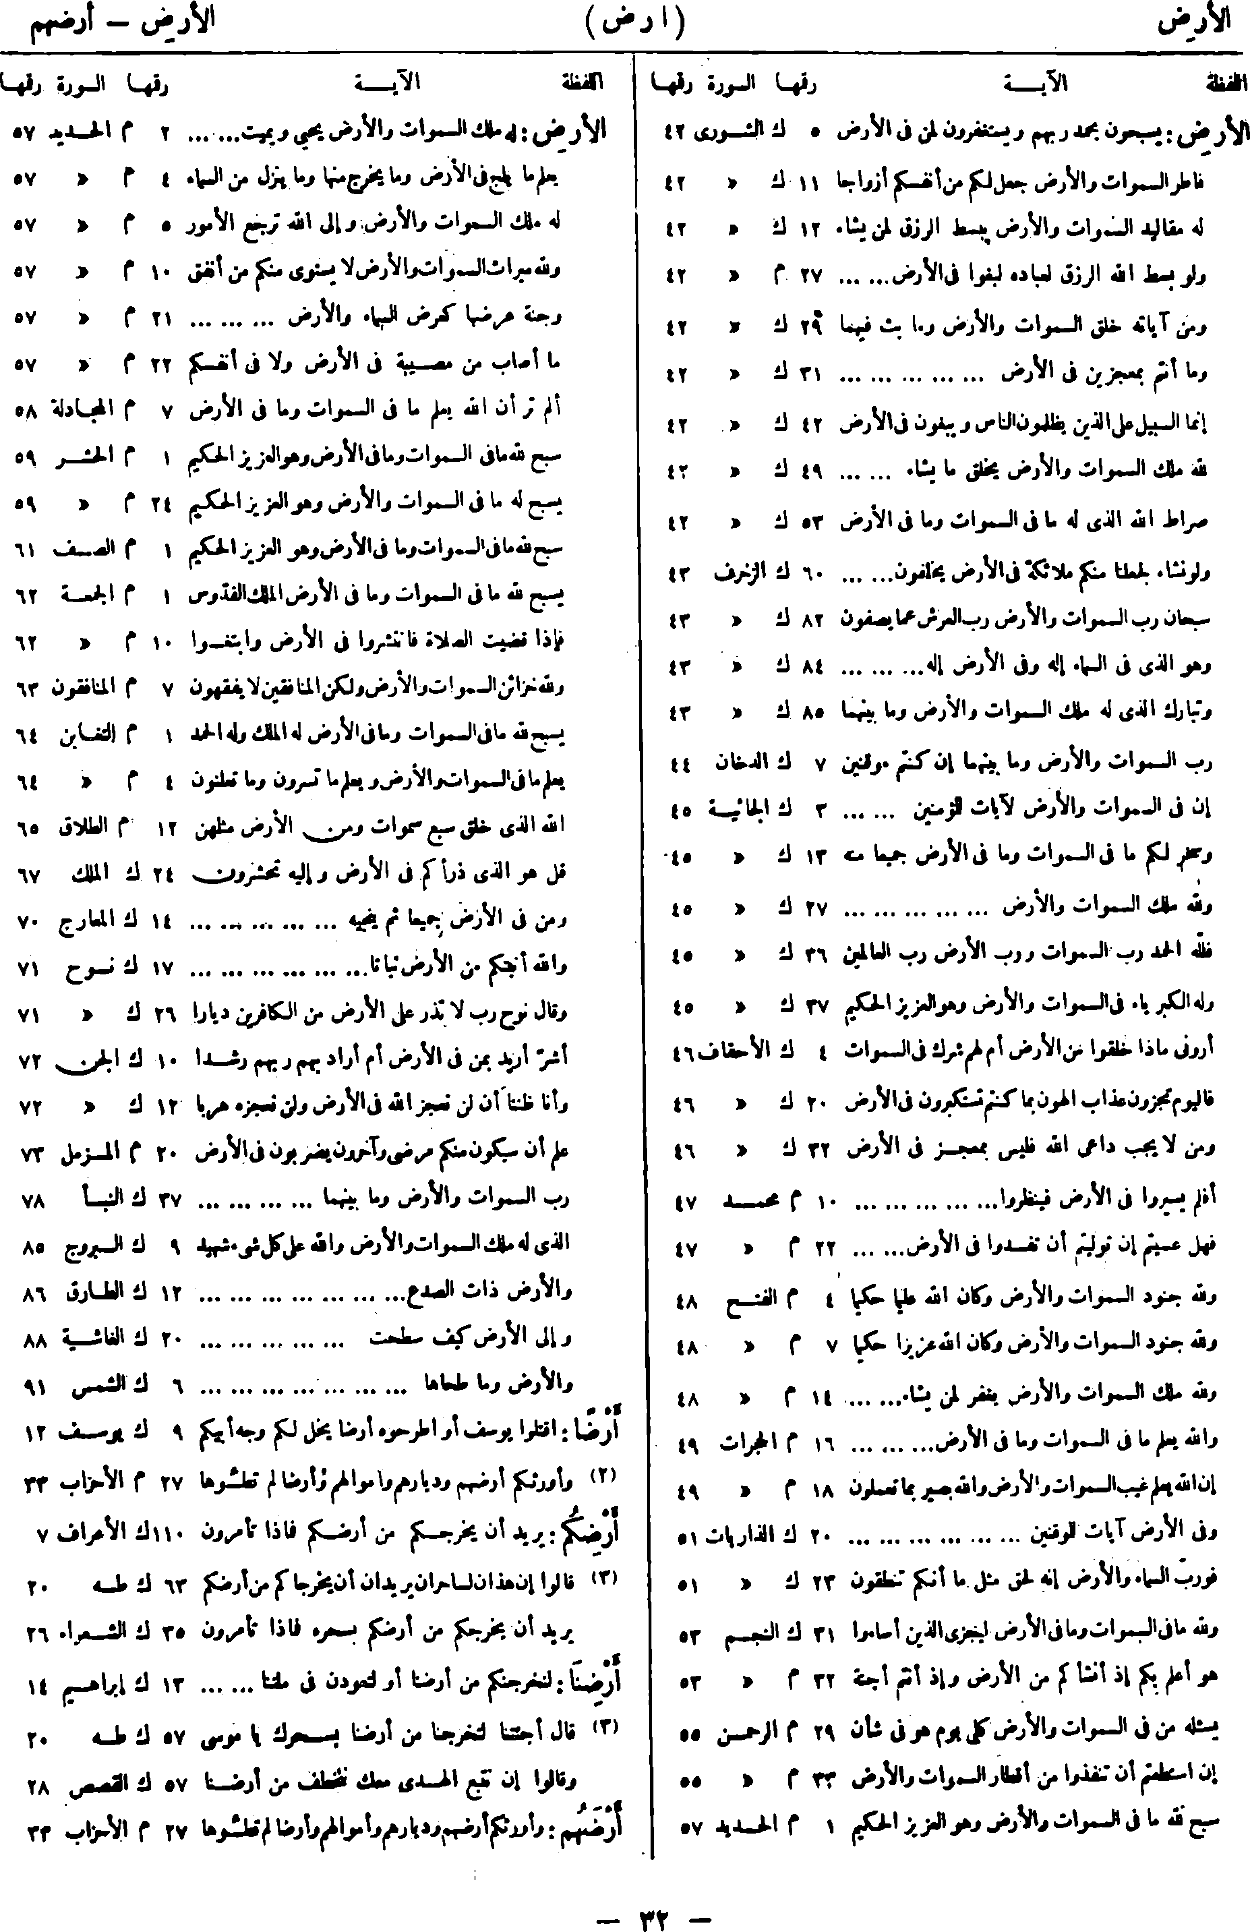 الأرض (ارض) الأرض – أرضهم
اللفظة الآية رقمها السورة رقمها
الأرض: يسبحون بحمد ربهم ويستغفرون لمن فى الأرض ٥ ك الشورى ٤٢
فاطر السموات والأرض جعل لكم من أنفسكم أزواجا ١١ ك » ٤٢
له مقاليد السموات والأرض يبسط الرزق لمن يشاء ١٢ ك » ٤٢
ولو بسط الله الرزق لعباده لبغوا فى الأرض... ... ٢٧ م » ٤٢
ومن آياته خلق السموات والأرض وما بث فيهما ٢٩ ك » ٤٢
وما أنتم بمعجزين فى الأرض ... ... ... ... ... ٣١ ك » ٤٢
إنما السبيل على الذين يظلمون الناس ويبغون فى الأرض ٤٢ ك » ٤٢
لله ملك السموات والأرض يخلق ما يشاء ... ... ٤٩ ك » ٤٢
صراط الله الذى له ما فى السموات وما فى الأرض ٥٣ ك » ٤٢
ولو نشاء لجعلنا منكم ملائكة فى الأرض يخلفون... ... ٦٠ ك الزخرف ٤٣
سبحان رب السموات والأرض رب العرش عما يصفون ٨٢ ك » ٤٣
وهو الذى فى السماء إله وفى الأرض إله... ... ... ٨٤ ك » ٤٣
وتبارك الذى له ملك السموات والأرض وما بينهما ٨٥ ك » ٤٣
رب السموات والأرض وما بينهما إن كنتم موقنين ٧ ك الدخان ٤٤
إن فى السموات والأرض لآيات للمؤمنين ... ... ٣ ك الجاثية ٤٥
وسخر لكم ما فى السموات وما فى الأرض جميعا منه ١٣ ك » ٤٥
ولله ملك السموات والأرض ... ... ... ... ... ٢٧ ك » ٤٥
فلله الحمد رب السموات ورب الأرض رب العالمين ٣٦ ك » ٤٥
وله الكبرياء فى السموات والأرض وهو العزيز الحكيم ٣٧ ك » ٤٥
أرونى ماذا خلقوا من الأرض أم لهم شرك فى السموات ٤ ك الأحقاف ٤٦
فاليوم تجزون عذاب الهون بما كنتم تستكبرون فى الأرض ٢٠ ك » ٤٦
ومن لا يجب داعى الله فليس بمعجز فى الأرض ٣٢ ك » ٤٦
أفلم يسيروا فى الأرض فينظروا... ... ... ... ... ١٠ م محمد ٤٧
فهل عسيتم إن توليتم أن تفسدوا فى الأرض... ... ٢٢ م » ٤٧
ولله جنود السموات والأرض وكان الله عليما حكيما ٤ م الفتح ٤٨
ولله جنود السموات والأرض وكان الله عزيزا حكيما ٧ م » ٤٨
ولله ملك السموات والأرض يغفر لمن يشاء... ... ١٤ م » ٤٨
والله يعلم ما فى السموات وما فى الأرض... ... ... ١٦ م الحجرات ٤٩
إن الله يعلم غيب السموات والأرض والله بصير بما تعملون ١٨ م » ٤٩
وفى الأرض آيات للموقنين ... ... ... ... ... ... ٢٠ ك الذاريات ٥١
فورب السماء والأرض إنه لحق مثل ما أنكم تنطقون ٢٣ ك » ٥١
ولله ما فى السموات وما فى الأرض ليجزى الذين أساءوا ٣١ ك النجم ٥٣
هو أعلم بكم إذ أنشأكم من الأرض وإذ أنتم أجنة ٣٢ م » ٥٣
يسئله من فى السموات والأرض كل يوم هو فى شأن ٢٩ م الرحمن ٥٥
إن استطعتم أن تنفذوا من أقطار السموات والأرض ٣٣ م » ٥٥
سبح لله ما فى السموات والأرض وهو العزيز الحكيم ١ م الحديد ٥٧
اللفظة الآية رقمها السورة رقمها
الأرض: له ملك السموات والأرض يحيى ويميت... ... ٢ م الحديد ٥٧
يعلم ما يلج فى الأرض وما يخرج منها وما ينزل من السماء ٤ م » ٥٧
له ملك السموات والأرض وإلى الله ترجع الأمور ٥ م » ٥٧
ولله ميراث السموات والأرض لا يستوى منكم من أنفق ١٠ م » ٥٧
وجنة عرضها كعرض السماء والأرض ... ... ... ٢١ م » ٥٧
ما أصاب من مصيبة فى الأرض ولا فى أنفسكم ٢٢ م » ٥٧
ألم تر أن الله يعلم ما فى السموات وما فى الأرض ٧ م المجادلة ٥٨
سبح لله ما فى السموات وما فى الأرض وهو العزيز الحكيم ١ م الحشر ٥٩
يسبح له ما فى السموات والأرض وهو العزيز الحكيم ٢٤ م » ٥٩
سبح لله ما فى السموات وما فى الأرض وهو العزيز الحكيم ١ م الصف ٦١
يسبح لله ما فى السموات وما فى الأرض الملك القدوس ١ م الجمعة ٦٢
فإذا قضيت الصلاة فانتشروا فى الأرض وابتغوا ١٠ م » ٦٢
ولله خزائن السموات والأرض ولكن المنافقين لا يفقهون ٧ م المنافقون ٦٣
يسبح لله ما فى السموات وما فى الأرض له الملك وله الحمد ١ م التغابن ٦٤
يعلم ما فى السموات والأرض ويعلم ما تسرون وما تعلنون ٤ م » ٦٤
الله الذى خلق سبع سموات ومن الأرض مثلهن ١٢ م الطلاق ٦٥
قل هو الذى ذرأكم فى الأرض وإليه تحشرون ٢٤ ك الملك ٦٧
ومن فى الأرض جميعا ثم ينجيه ... ... ... ... ... ١٤ ك المعارج ٧٠
والله أنبتكم من الأرض نباتا... ... ... ... ... ... ١٧ ك نوح ٧١
وقال نوح رب لا تذر على الأرض من الكافرين ديارا ٢٦ ك » ٧١
أشر أريد بمن فى الأرض أم أراد بهم ربهم رشدا ١٠ ك الجن ٧٢
وأنا ظننا أن لن نعجز الله فى الأرض ولن نعجزه هربا ١٢ ك » ٧٢
علم أن سيكون منكم مرضى وآخرون يضربون فى الأرض ٢٠ م المزمل ٧٣
رب السموات والأرض وما بينهما ... ... ... ... ٣٧ ك النبأ ٧٨
الذى له ملك السموات والأرض والله على كل شىء شهيد ٩ ك البروج ٨٥
والأرض ذات الصدع... ... ... ... ... ... ... ١٢ ك الطارق ٨٦
وإلى الأرض كيف سطحت ... ... ... ... ... ٢٠ ك الغاشية ٨٨
والأرض وما طحاها ... ... ... ... ... ... ... ٦ ك الشمس ٩١
أَرْضًا: اقتلوا يوسف أو اطرحوه أرضا يخل لكم وجه أبيكم ٩ ك يوسف ١٢
(٢) وأورثكم أرضهم وديارهم وأموالهم وأرضا لم تطئوها ٢٧ م الأحزاب ٣٣
أَرْضِكُم: يريد أن يخرجكم من أرضكم فماذا تأمرون ١١٠ ك الأعراف ٧
(٣) قالوا إن هذان لساحران يريدان أن يخرجاكم من أرضكم ٦٣ ك طه ٢٠
يريد أن يخرجكم من أرضكم بسحره فماذا تأمرون ٣٥ ك الشعراء ٢٦
أَرْضِنَا: لنخرجنكم من أرضنا أو لتعودن فى ملتنا ... ... ١٣ ك إبراهيم ١٤
(٣) قال أجئتنا لتخرجنا من أرضنا بسحرك يا موسى ٥٧ ك طه ٢٠
وقالوا إن نتبع الهدى معك نتخطف من أرضنا ٥٧ ك القصص ٢٨
أَرْضَهُم: وأورثكم أرضهم وديارهم وأموالهم وأرضا لم تطئوها ٢٧ م الأحزاب ٣٣
– ٣٢ –